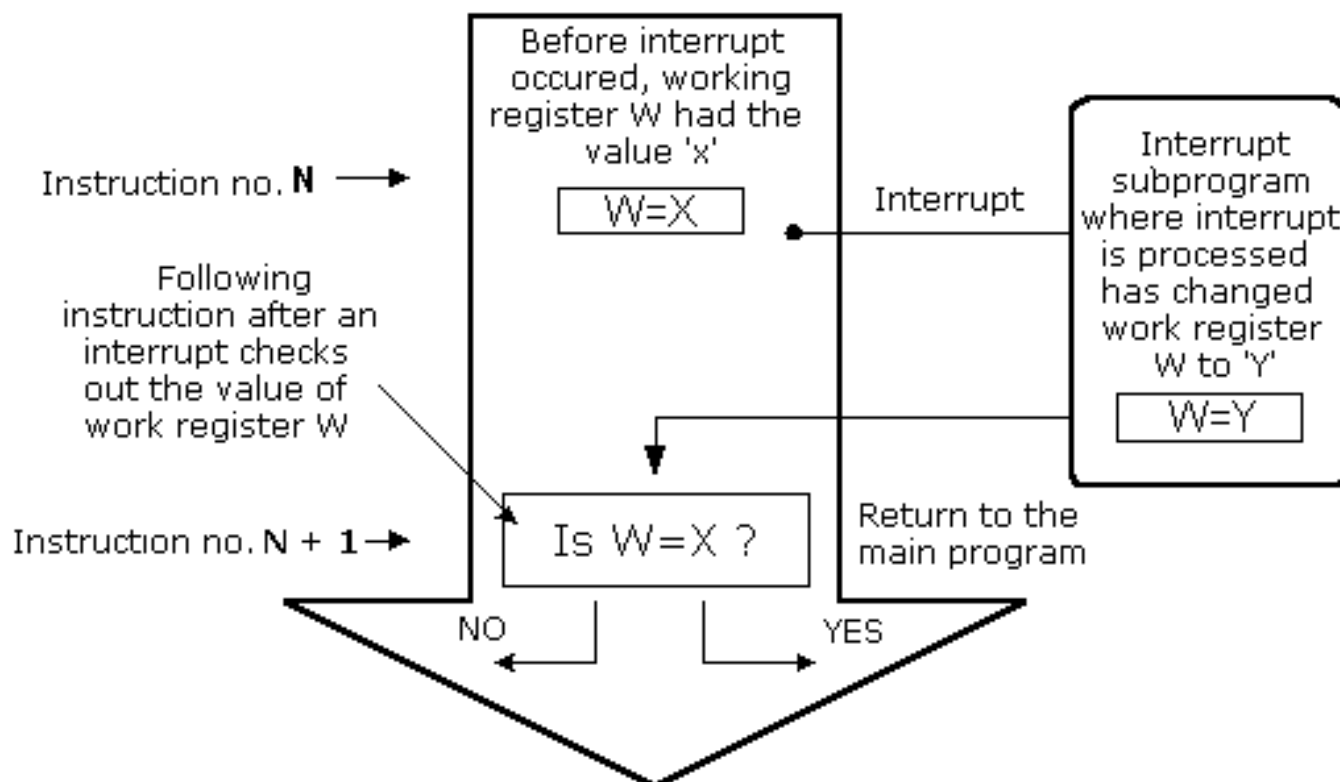 Before interrupt
occured, working
register W had the
value 'x'
W=X
Instruction no. N
Interrupt
Interrupt
subprogram
where interrupt
is processed
has changed
work register
W to 'Y'
W=Y
Following
instruction after an
interrupt checks
out the value of
work register W
Instruction no. N + 1
Is W=X ?
Return to the
main program
NO
YES